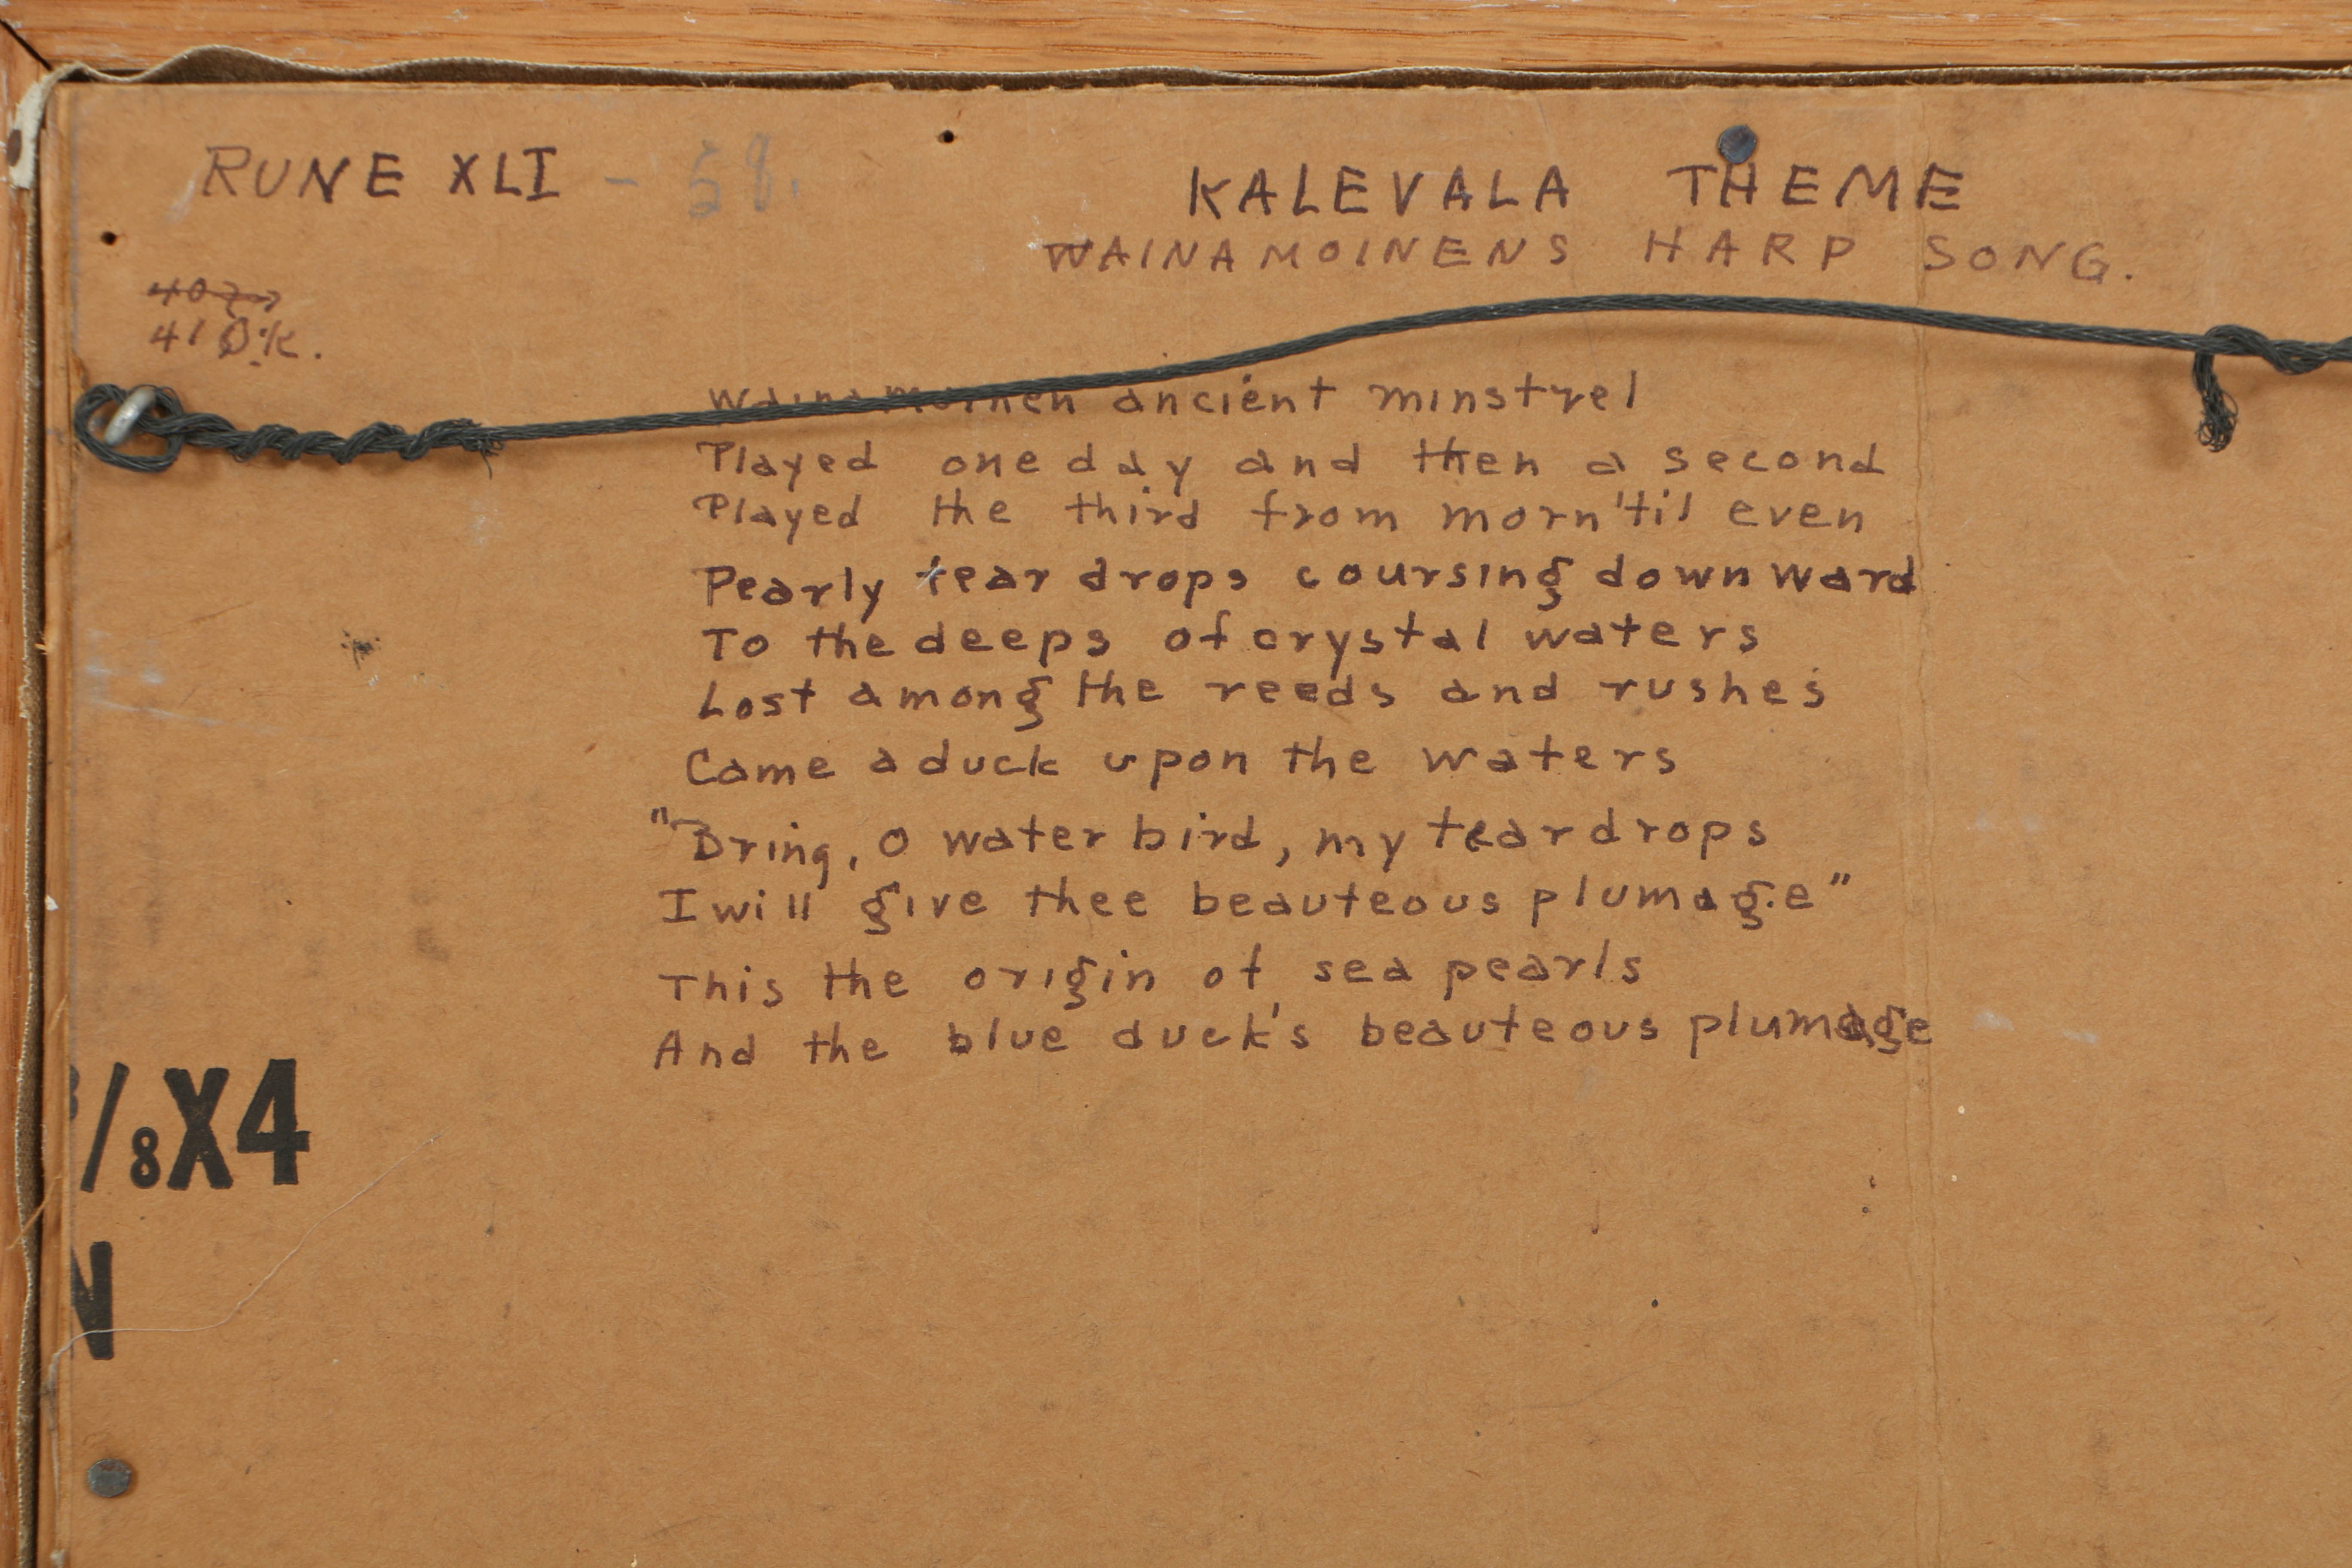 RUNE XLI - 58.
KALEVALA THEME
WAINAMOINENS HARP SONG.
41 O.K.
Wainamoinen ancient minstrel
Played one day and then a second
Played the third from morn 'til even
Pearly tear drops coursing downward
To the deeps of crystal waters
Lost among the reeds and rushes
Came a duck upon the waters
"Bring, O water bird, my teardrops
I will give thee beauteous plumage"
This the origin of sea pearls
And the blue duck's beauteous plumage
/8X4
N